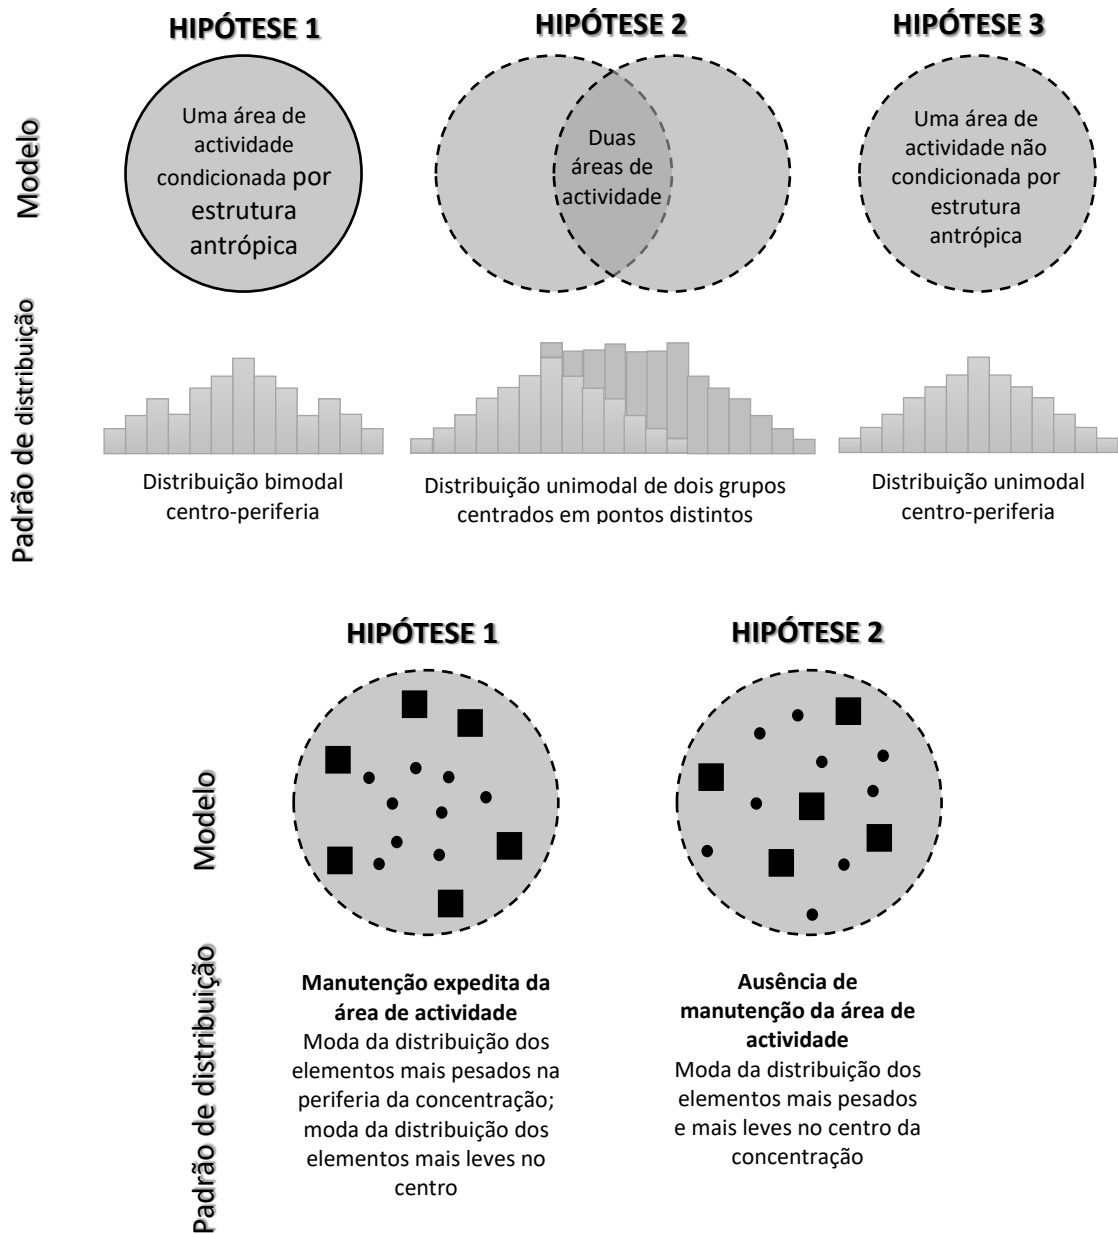 HIPÓTESE 1
HIPÓTESE 2
HIPÓTESE 3
Modelo
Uma área de
actividade
condicionada por
estrutura
antrópica
Duas
áreas de
actividade
Uma área de
actividade não
condicionada por
estrutura
antrópica
Padrão de distribuição
Distribuição bimodal
centro-periferia
Distribuição unimodal de dois grupos
centrados em pontos distintos
Distribuição unimodal
centro-periferia
HIPÓTESE 1
HIPÓTESE 2
Modelo
Padrão de distribuição
Manutenção expedita da
área de actividade
Moda da distribuição dos
elementos mais pesados na
periferia da concentração;
moda da distribuição dos
elementos mais leves no
centro
Ausência de
manutenção da área de
actividade
Moda da distribuição dos
elementos mais pesados
e mais leves no centro da
concentração